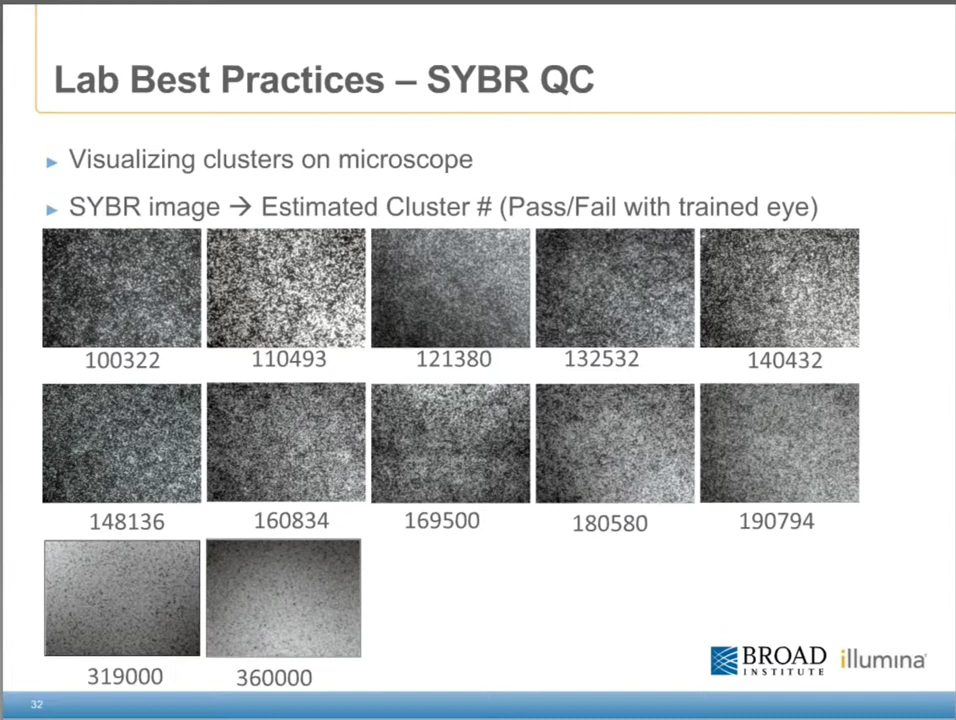 Lab Best Practices – SYBR QC
► Visualizing clusters on microscope
► SYBR image → Estimated Cluster # (Pass/Fail with trained eye)
100322 110493 121380 132532 140432
148136 160834 169500 180580 190794
319000 360000
BROAD INSTITUTE illumina®
32